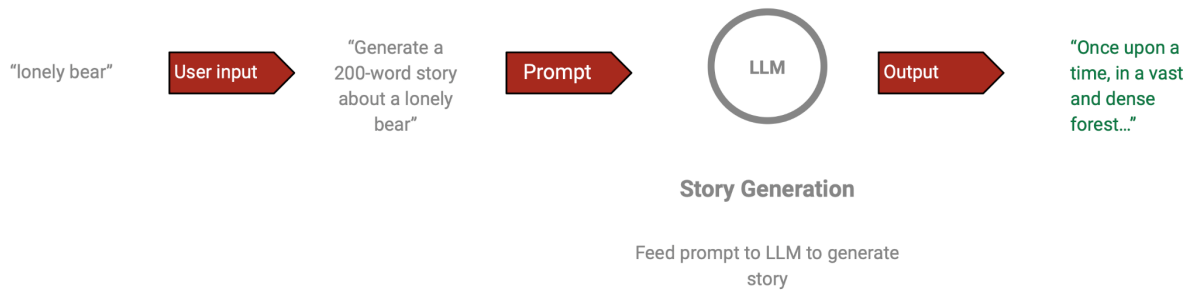 “lonely bear”
User input
“Generate a
200-word story
about a lonely
bear”
Prompt
LLM
Output
“Once upon a
time, in a vast
and dense
forest…”
Story Generation
Feed prompt to LLM to generate
story